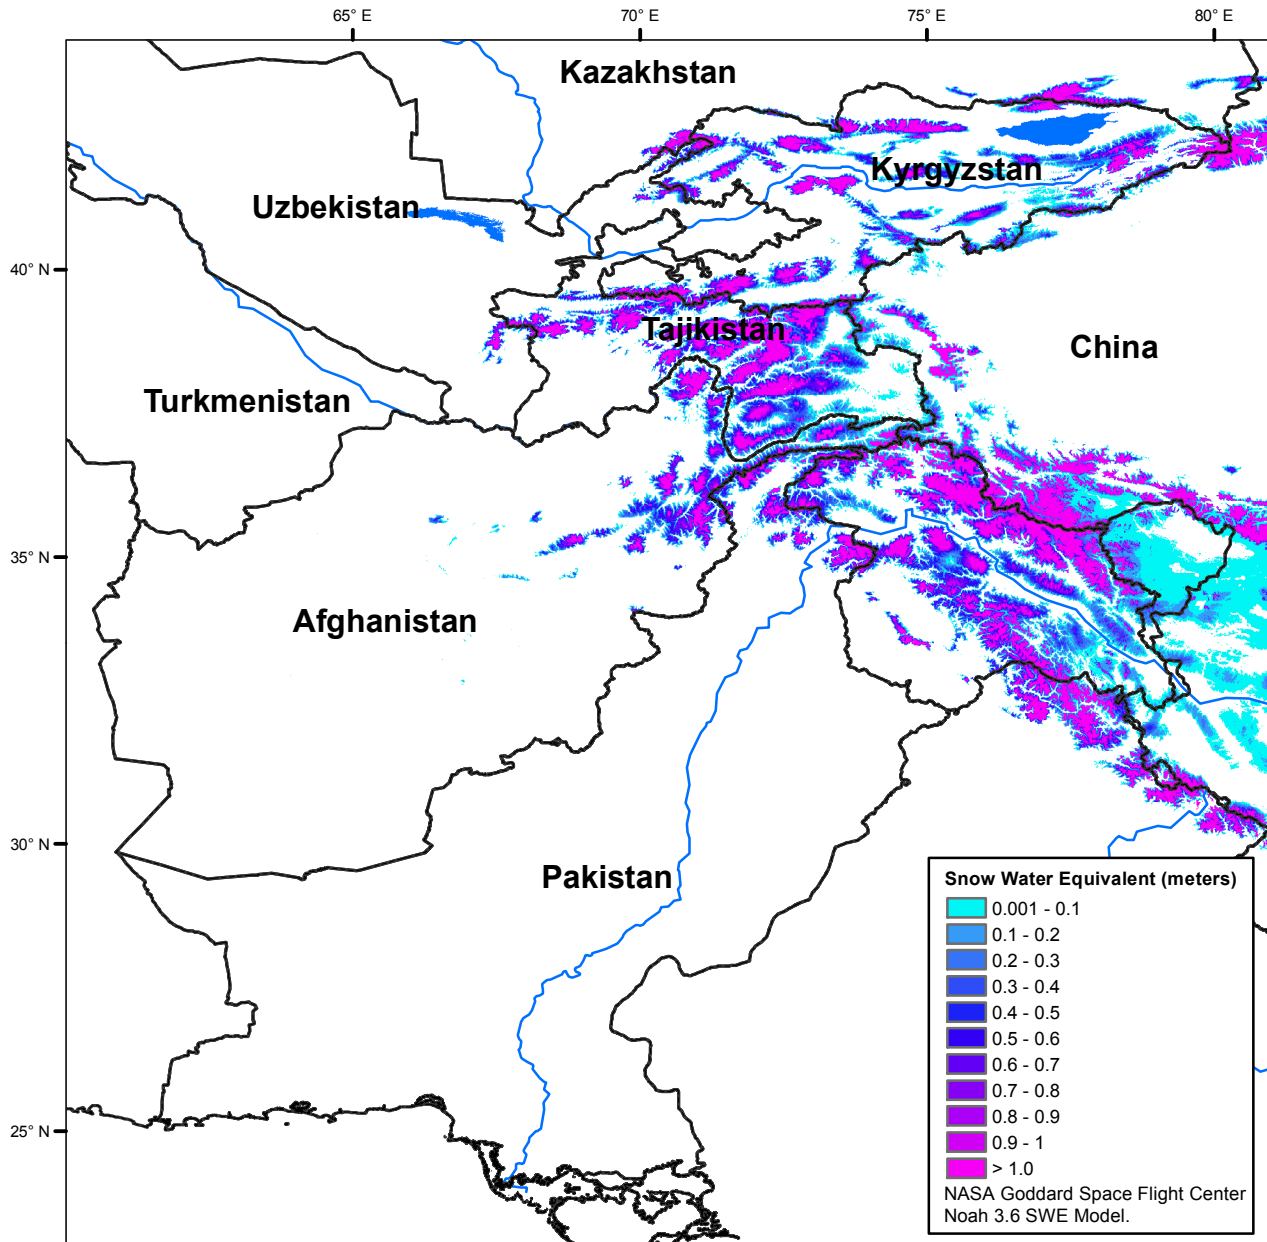 65° E
70° E
75° E
80° E
Kazakhstan
Kyrgyzstan
Uzbekistan
40° N
Tajikistan
China
Turkmenistan
35° N
Afghanistan
30° N
Pakistan
25° N
Snow Water Equivalent (meters)
0.001 - 0.1
0.1 - 0.2
0.2 - 0.3
0.3 - 0.4
0.4 - 0.5
0.5 - 0.6
0.6 - 0.7
0.7 - 0.8
0.8 - 0.9
0.9 - 1
> 1.0
NASA Goddard Space Flight Center
Noah 3.6 SWE Model.